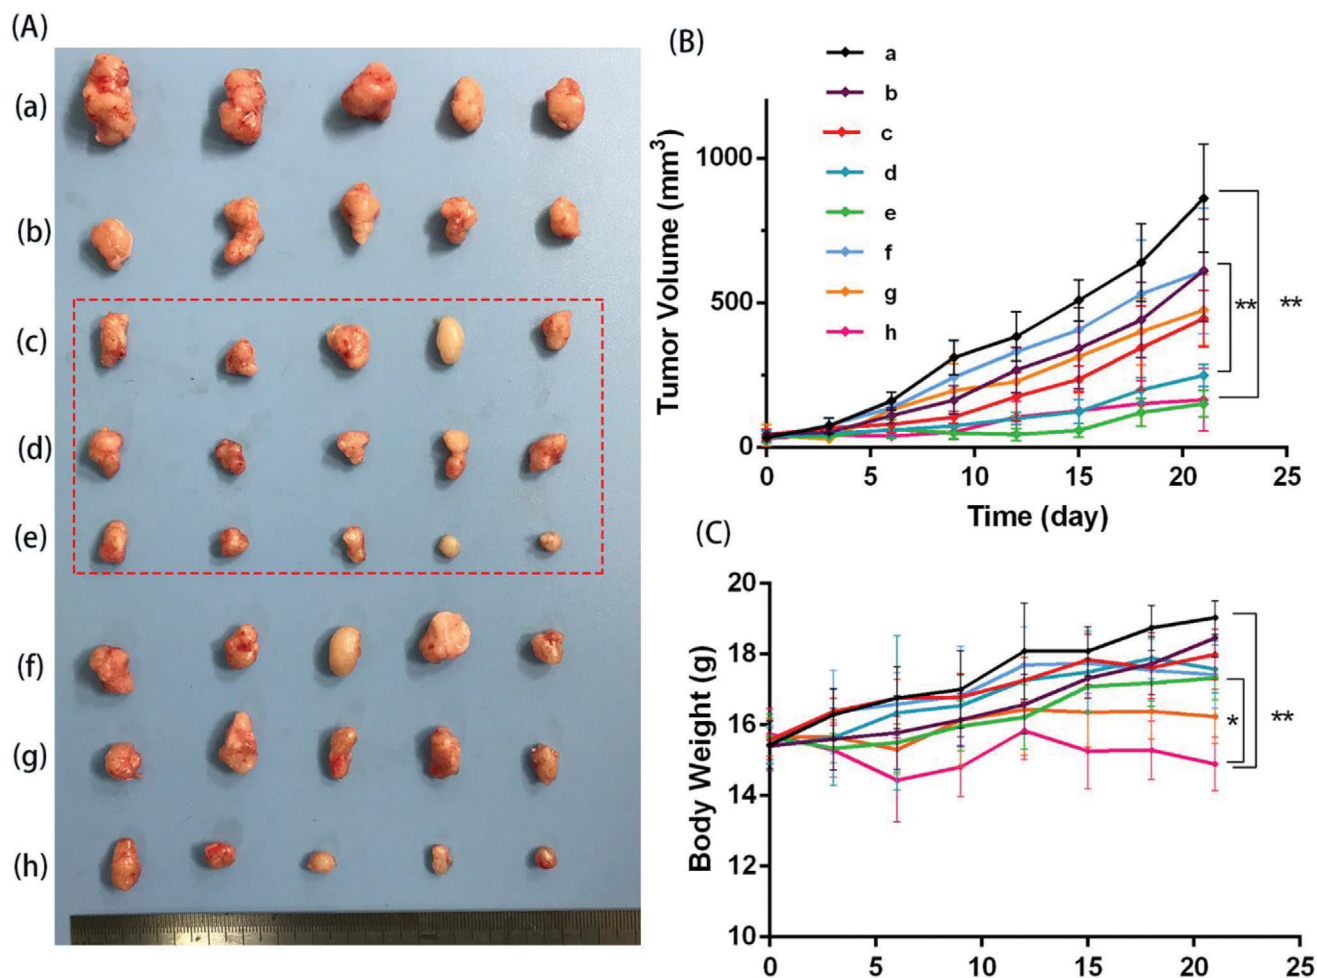 (A)
(a)
(b)
(c)
(d)
(e)
(f)
(g)
(h)
(B)
a
b
c
d
e
f
g
h
Tumor Volume (mm³)
1000
500
0
**
**
0 5 10 15 20 25
Time (day)
(C)
Body Weight (g)
20
18
16
14
12
10
*
**
0 5 10 15 20 25